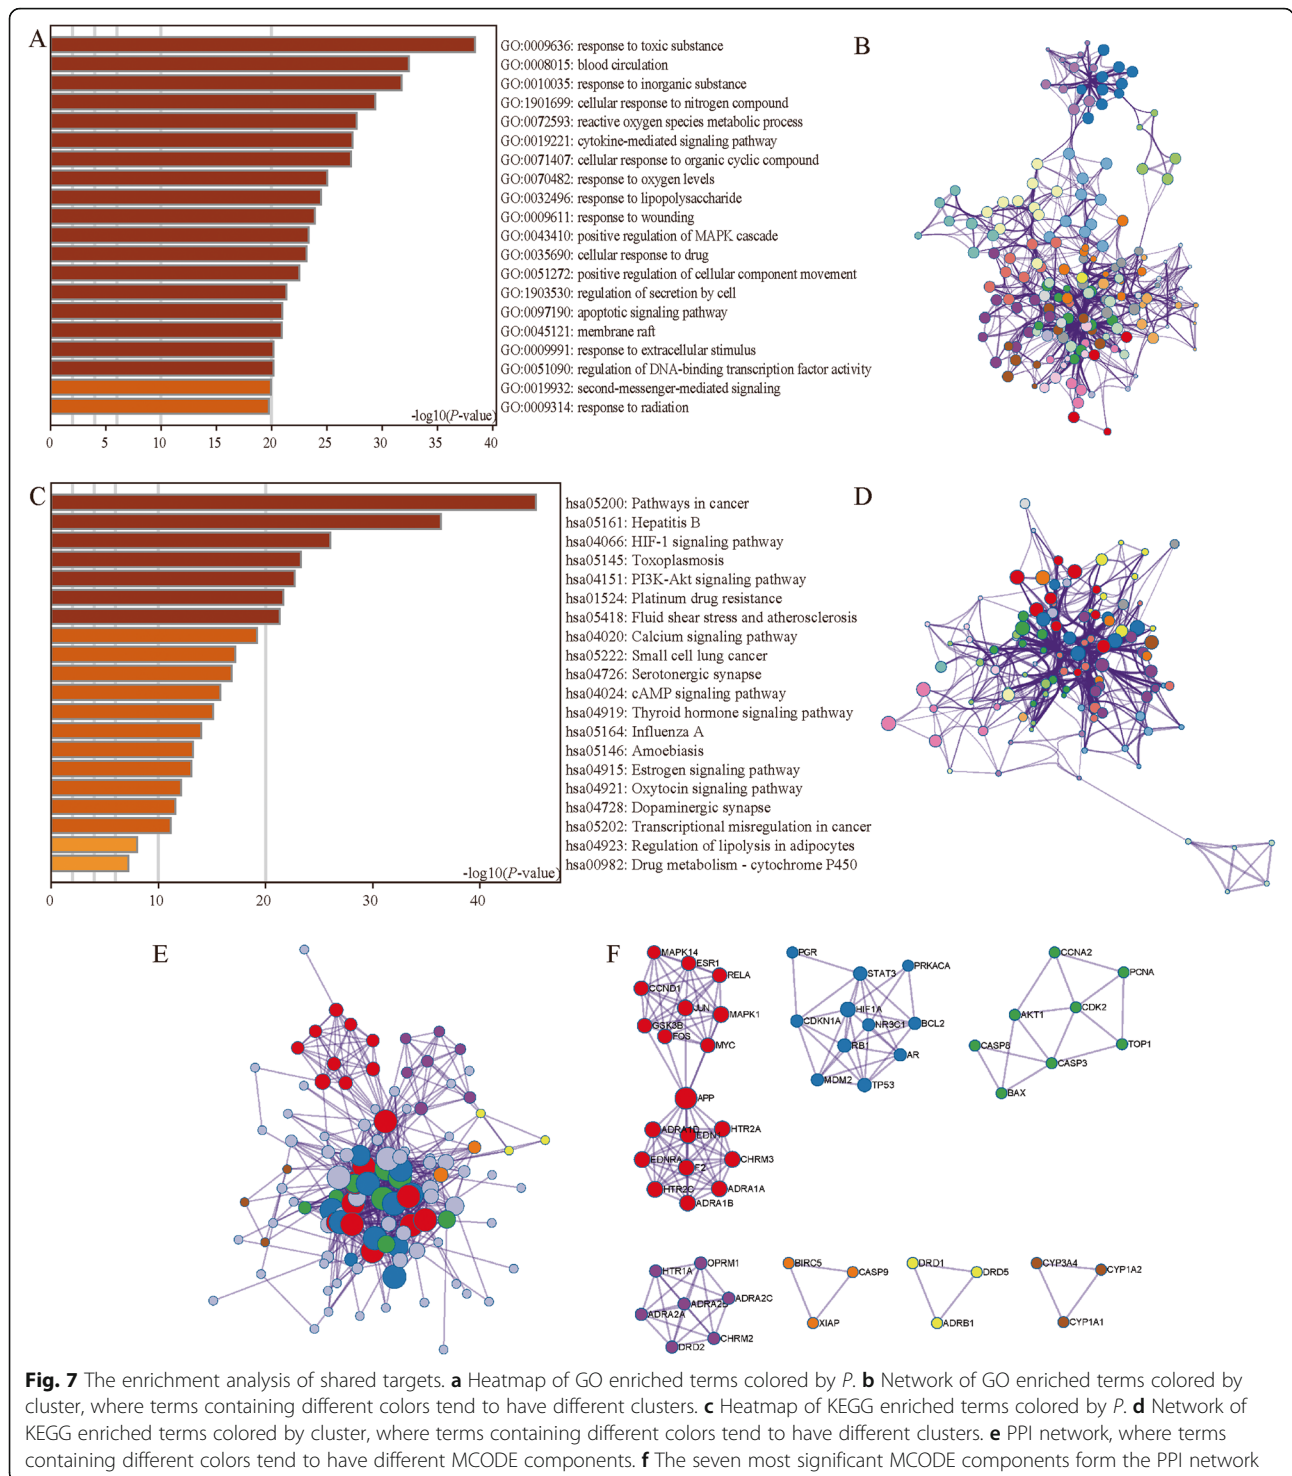 A
GO:0009636: response to toxic substance
GO:0008015: blood circulation
GO:0010035: response to inorganic substance
GO:1901699: cellular response to nitrogen compound
GO:0072593: reactive oxygen species metabolic process
GO:0019221: cytokine-mediated signaling pathway
GO:0071407: cellular response to organic cyclic compound
GO:0070482: response to oxygen levels
GO:0032496: response to lipopolysaccharide
GO:0009611: response to wounding
GO:0043410: positive regulation of MAPK cascade
GO:0035690: cellular response to drug
GO:0051272: positive regulation of cellular component movement
GO:1903530: regulation of secretion by cell
GO:0097190: apoptotic signaling pathway
GO:0045121: membrane raft
GO:0009991: response to extracellular stimulus
GO:0051090: regulation of DNA-binding transcription factor activity
GO:0019932: second-messenger-mediated signaling
GO:0009314: response to radiation
-log10(P-value)
0 5 10 15 20 25 30 35 40
B
C
hsa05200: Pathways in cancer
hsa05161: Hepatitis B
hsa04066: HIF-1 signaling pathway
hsa05145: Toxoplasmosis
hsa04151: PI3K-Akt signaling pathway
hsa01524: Platinum drug resistance
hsa05418: Fluid shear stress and atherosclerosis
hsa04020: Calcium signaling pathway
hsa05222: Small cell lung cancer
hsa04726: Serotonergic synapse
hsa04024: cAMP signaling pathway
hsa04919: Thyroid hormone signaling pathway
hsa05164: Influenza A
hsa05146: Amoebiasis
hsa04915: Estrogen signaling pathway
hsa04921: Oxytocin signaling pathway
hsa04728: Dopaminergic synapse
hsa05202: Transcriptional misregulation in cancer
hsa04923: Regulation of lipolysis in adipocytes
hsa00982: Drug metabolism - cytochrome P450
-log10(P-value)
0 10 20 30 40
D
E
F
MAPK14
ESR1
RELA
CCND1
JUN
MAPK1
GSK3B
FOS
MYC
APP
ADRA1D
EDN1
HTR2A
EDNRA
F2
CHRM3
HTR2C
ADRA1A
ADRA1B
PGR
STAT3
PRKACA
HIF1A
CDKN1A
NR3C1
BCL2
RB1
AR
MDM2
TP53
CCNA2
PCNA
CDK2
AKT1
CASP8
TOP1
CASP3
BAX
OPRM1
HTR1A
ADRA2C
ADRA2B
ADRA2A
CHRM2
DRD2
BIRC5
CASP9
XIAP
DRD1
DRD5
ADRB1
CYP3A4
CYP1A2
CYP1A1
Fig. 7 The enrichment analysis of shared targets. a Heatmap of GO enriched terms colored by P. b Network of GO enriched terms colored by
cluster, where terms containing different colors tend to have different clusters. c Heatmap of KEGG enriched terms colored by P. d Network of
KEGG enriched terms colored by cluster, where terms containing different colors tend to have different clusters. e PPI network, where terms
containing different colors tend to have different MCODE components. f The seven most significant MCODE components form the PPI network